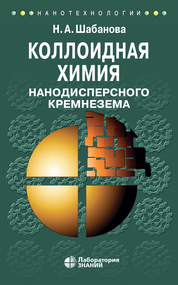 НАНОТЕХНОЛОГИИ
Н. А. Шабанова
КОЛЛОИДНАЯ
ХИМИЯ
НАНОДИСПЕРСНОГО
КРЕМНЕЗЕМА
Лаборатория
ЗНАНИЙ